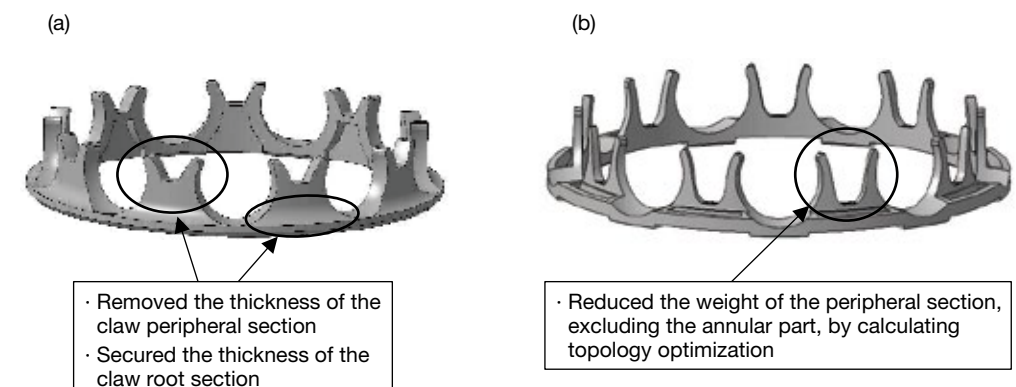 (a)
(b)
· Removed the thickness of the
claw peripheral section
· Secured the thickness of the
claw root section
· Reduced the weight of the peripheral section,
excluding the annular part, by calculating
topology optimization